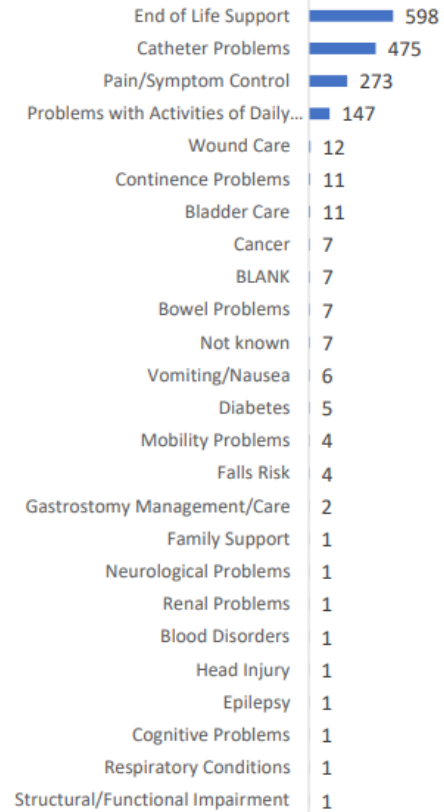 End of Life Support 598
Catheter Problems 475
Pain/Symptom Control 273
Problems with Activities of Daily... 147
Wound Care 12
Continence Problems 11
Bladder Care 11
Cancer 7
BLANK 7
Bowel Problems 7
Not known 7
Vomiting/Nausea 6
Diabetes 5
Mobility Problems 4
Falls Risk 4
Gastrostomy Management/Care 2
Family Support 1
Neurological Problems 1
Renal Problems 1
Blood Disorders 1
Head Injury 1
Epilepsy 1
Cognitive Problems 1
Respiratory Conditions 1
Structural/Functional Impairment 1